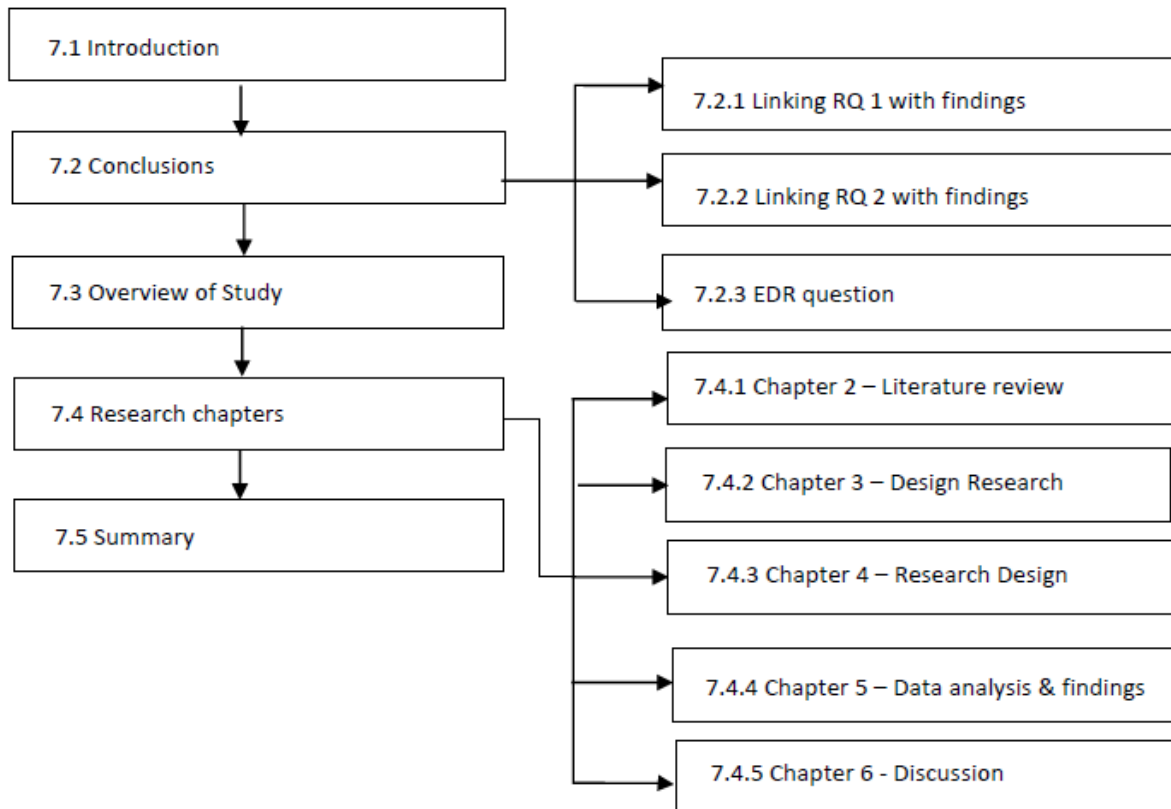 7.1 Introduction
7.2 Conclusions
7.2.1 Linking RQ 1 with findings
7.2.2 Linking RQ 2 with findings
7.2.3 EDR question
7.3 Overview of Study
7.4 Research chapters
7.4.1 Chapter 2 – Literature review
7.4.2 Chapter 3 – Design Research
7.4.3 Chapter 4 – Research Design
7.4.4 Chapter 5 – Data analysis & findings
7.4.5 Chapter 6 - Discussion
7.5 Summary